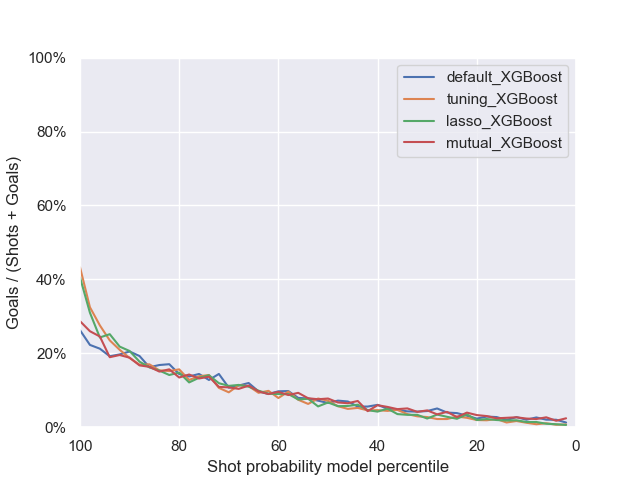 100%
80%
60%
40%
20%
0%
Goals / (Shots + Goals)
default_XGBoost
tuning_XGBoost
lasso_XGBoost
mutual_XGBoost
100 80 60 40 20 0
Shot probability model percentile